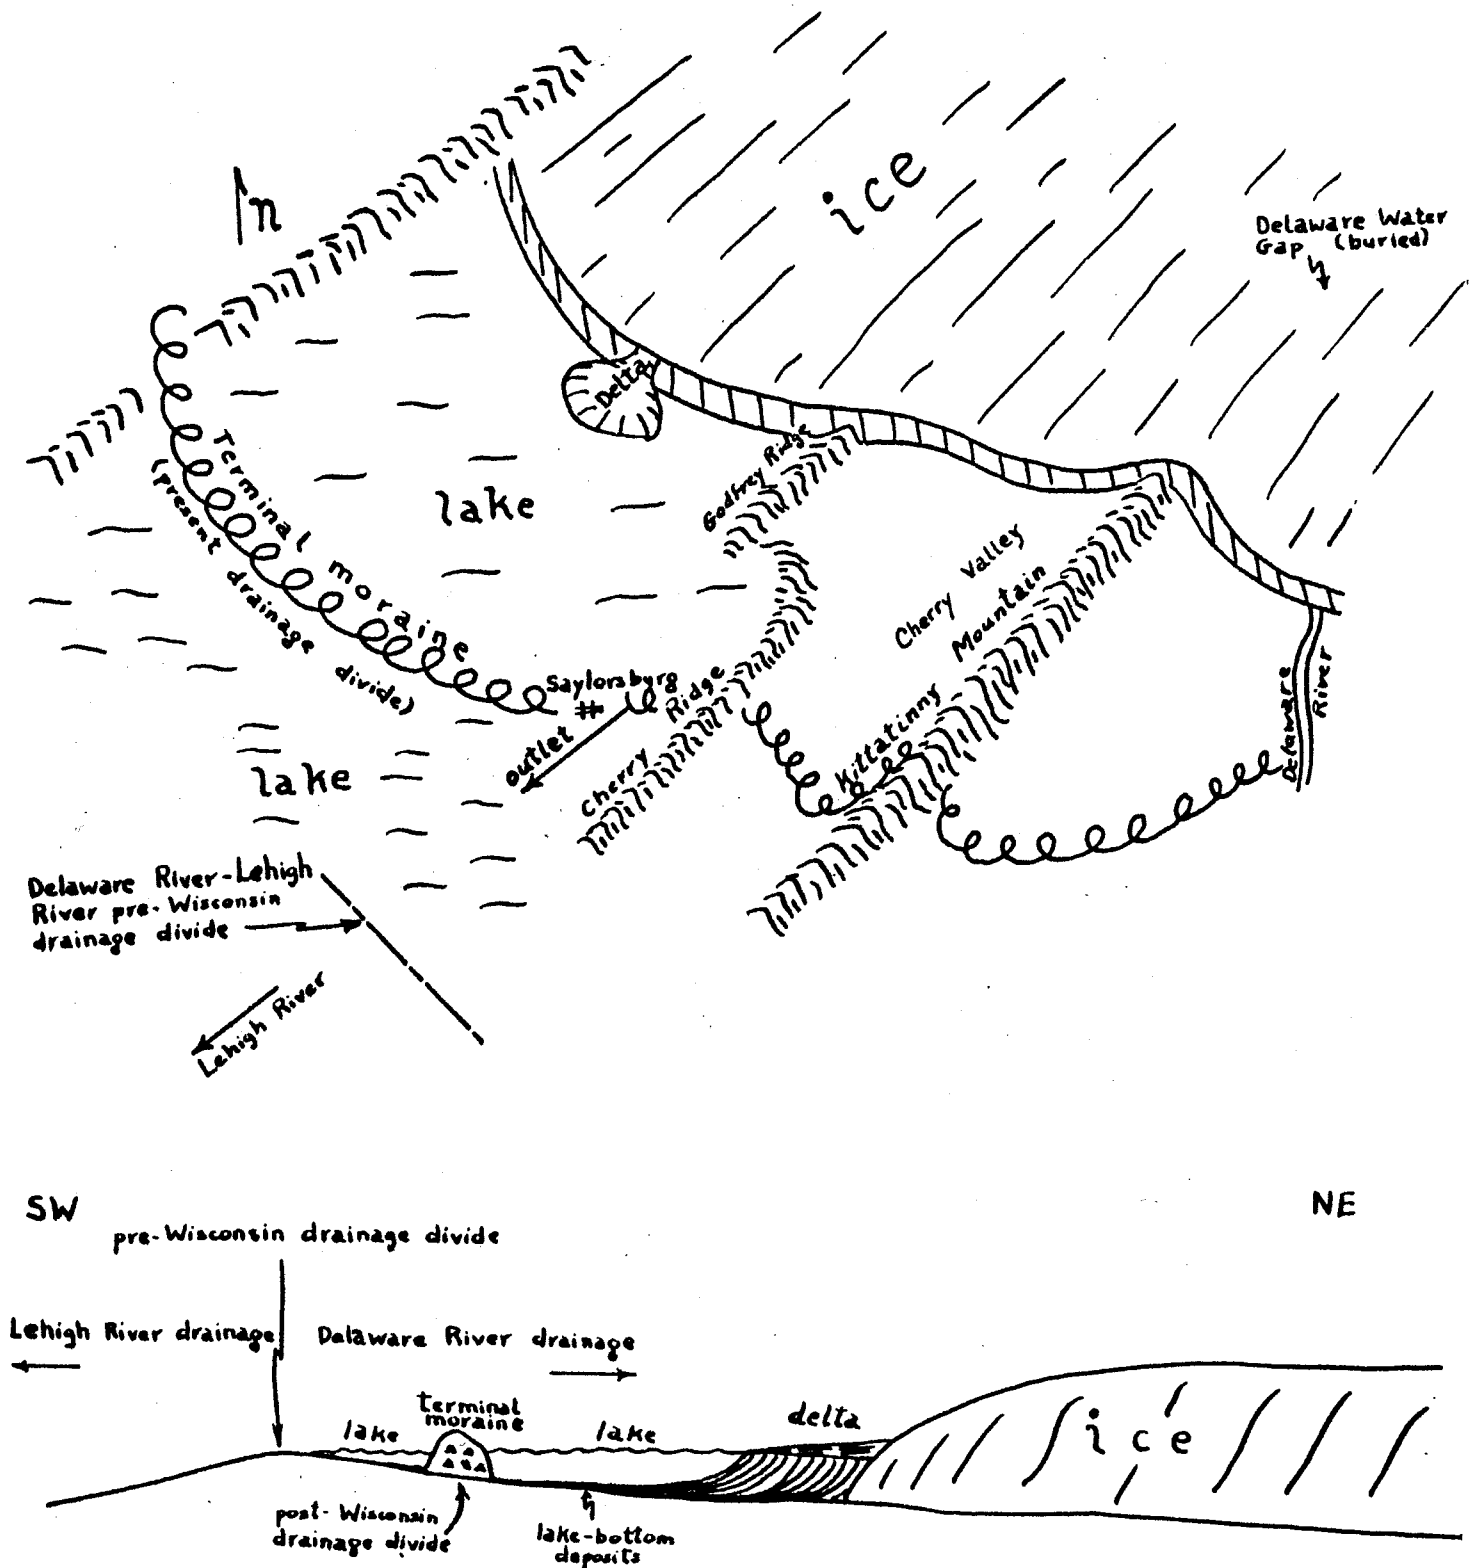 n
ice
Delaware Water
Gap (buried)
Delta
Terminal moraine
(present drainage divide)
lake
Godfrey Ridge
Cherry Valley
Kittatinny Mountain
Saylorsburg
#
outlet
Cherry Ridge
Delaware
River
lake
Delaware River-Lehigh
River pre-Wisconsin
drainage divide
Lehigh River
SW
NE
pre-Wisconsin drainage divide
Lehigh River drainage
Delaware River drainage
terminal
moraine
lake
lake
delta
ice
post-Wisconsin
drainage divide
lake-bottom
deposits